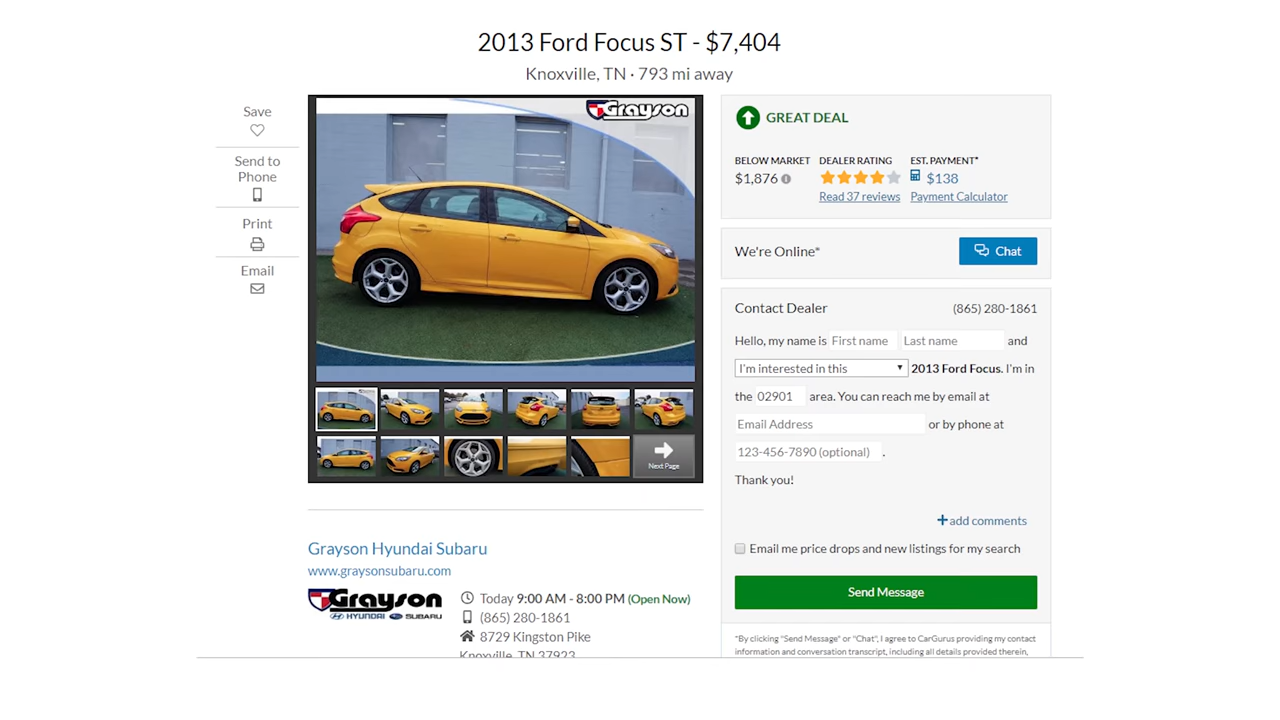 2013 Ford Focus ST - $7,404
Knoxville, TN · 793 mi away
Save
Send to
Phone
Print
Email
Grayson
Next Page
GREAT DEAL
BELOW MARKET
$1,876
DEALER RATING
Read 37 reviews
EST. PAYMENT*
$138
Payment Calculator
We're Online*
Chat
Contact Dealer (865) 280-1861
Hello, my name is First name Last name and
I'm interested in this 2013 Ford Focus. I'm in
the 02901 area. You can reach me by email at
Email Address or by phone at
123-456-7890 (optional) .
Thank you!
+add comments
Email me price drops and new listings for my search
Send Message
*By clicking "Send Message" or "Chat", I agree to CarGurus providing my contact
information and conversation transcript, including all details provided therein,
Grayson Hyundai Subaru
www.graysonsubaru.com
Grayson
HYUNDAI SUBARU
Today 9:00 AM - 8:00 PM (Open Now)
(865) 280-1861
8729 Kingston Pike
Knoxville, TN 37923